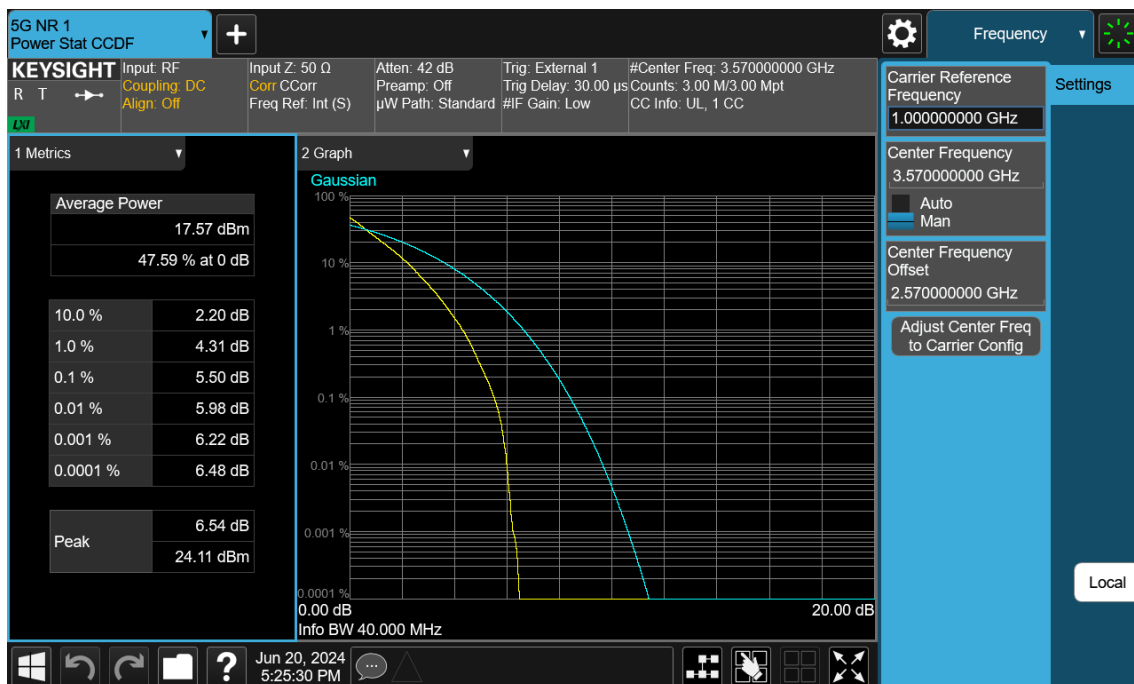 5G NR 1
Power Stat CCDF
+
Frequency
KEYSIGHT
R T
LXI
Input: RF
Coupling: DC
Align: Off
Input Z: 50 Ω
Corr CCorr
Freq Ref: Int (S)
Atten: 42 dB
Preamp: Off
µW Path: Standard
Trig: External 1
Trig Delay: 30.00 µs
#IF Gain: Low
#Center Freq: 3.570000000 GHz
Counts: 3.00 M/3.00 Mpt
CC Info: UL, 1 CC
1 Metrics
Average Power
17.57 dBm
47.59 % at 0 dB
10.0 % 2.20 dB
1.0 % 4.31 dB
0.1 % 5.50 dB
0.01 % 5.98 dB
0.001 % 6.22 dB
0.0001 % 6.48 dB
Peak
6.54 dB
24.11 dBm
2 Graph
Gaussian
100 %
10 %
1 %
0.1 %
0.01 %
0.001 %
0.0001 %
0.00 dB 20.00 dB
Info BW 40.000 MHz
Carrier Reference
Frequency
1.000000000 GHz
Center Frequency
3.570000000 GHz
Auto
Man
Center Frequency
Offset
2.570000000 GHz
Adjust Center Freq
to Carrier Config
Settings
Local
?
Jun 20, 2024
5:25:30 PM